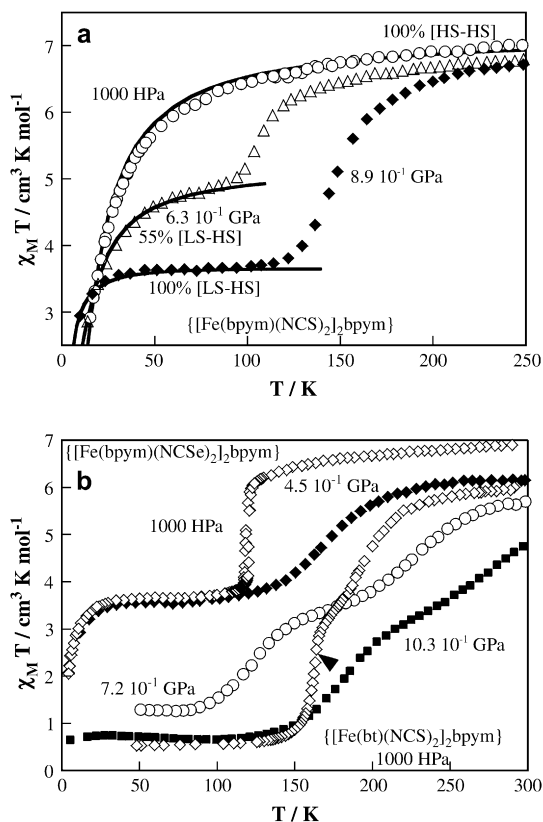 a
100% [HS-HS]
1000 HPa
8.9 10⁻¹ GPa
6.3 10⁻¹ GPa
55% [LS-HS]
100% [LS-HS]
{[Fe(bpym)(NCS)₂]₂bpym}
χM T / cm³ K mol⁻¹
7
6
5
4
3
0 50 100 150 200 250
T / K
{[Fe(bpym)(NCSe)₂]₂bpym}
b
4.5 10⁻¹ GPa
1000 HPa
10.3 10⁻¹ GPa
7.2 10⁻¹ GPa
{[Fe(bt)(NCS)₂]₂bpym}
1000 HPa
χM T / cm³ K mol⁻¹
7
6
5
4
3
2
1
0
0 50 100 150 200 250 300
T / K